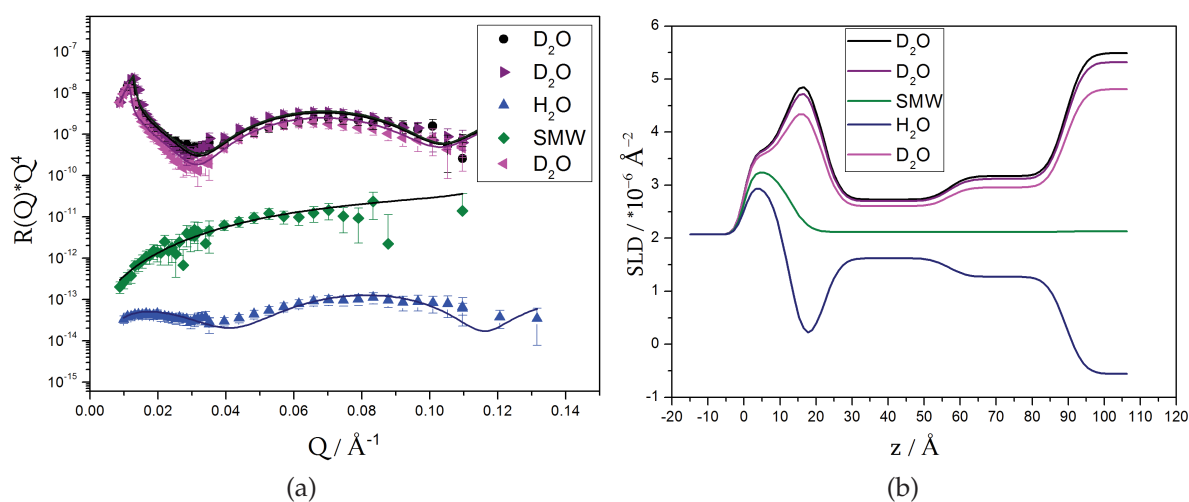 10⁻⁷
10⁻⁸
10⁻⁹
10⁻¹⁰
10⁻¹¹
10⁻¹²
10⁻¹³
10⁻¹⁴
10⁻¹⁵
R(Q)*Q⁴
0.00 0.02 0.04 0.06 0.08 0.10 0.12 0.14
Q / Å⁻¹
D₂O
D₂O
H₂O
SMW
D₂O
(a)
6
5
4
3
2
1
0
-1
SLD / *10⁻⁶ Å⁻²
-20 -10 0 10 20 30 40 50 60 70 80 90 100 110 120
z / Å
D₂O
D₂O
SMW
H₂O
D₂O
(b)